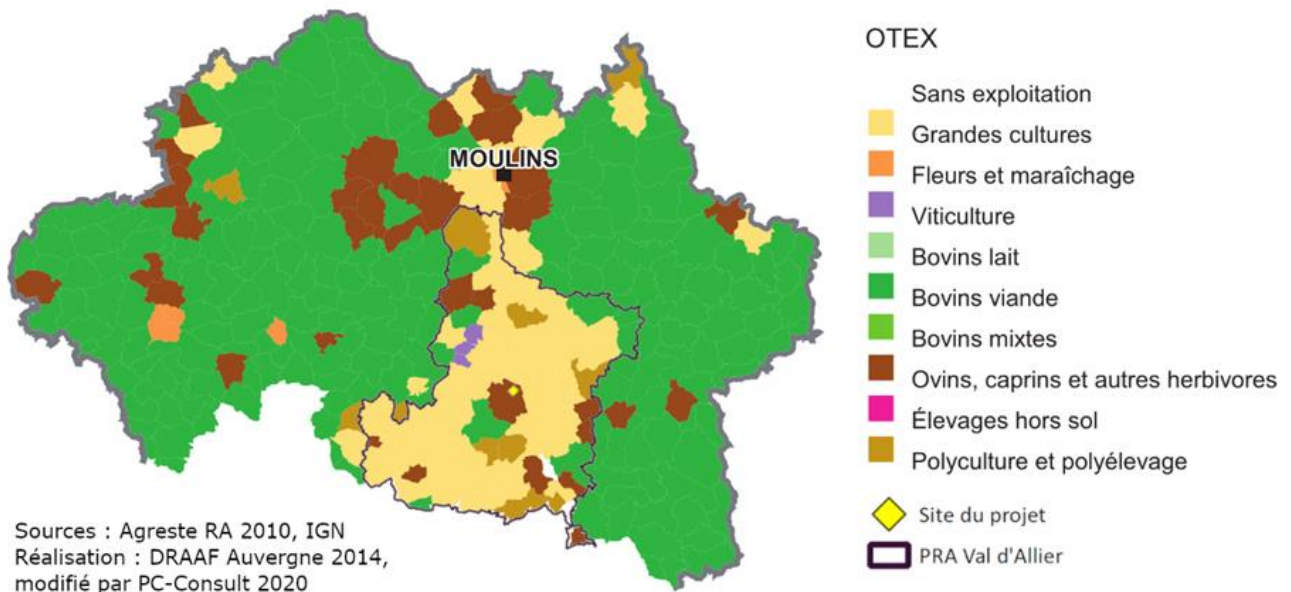 OTEX
Sans exploitation
Grandes cultures
Fleurs et maraîchage
Viticulture
Bovins lait
Bovins viande
Bovins mixtes
Ovins, caprins et autres herbivores
Élevages hors sol
Polyculture et polyélevage
Site du projet
PRA Val d'Allier
MOULINS
Sources : Agreste RA 2010, IGN
Réalisation : DRAAF Auvergne 2014,
modifié par PC-Consult 2020